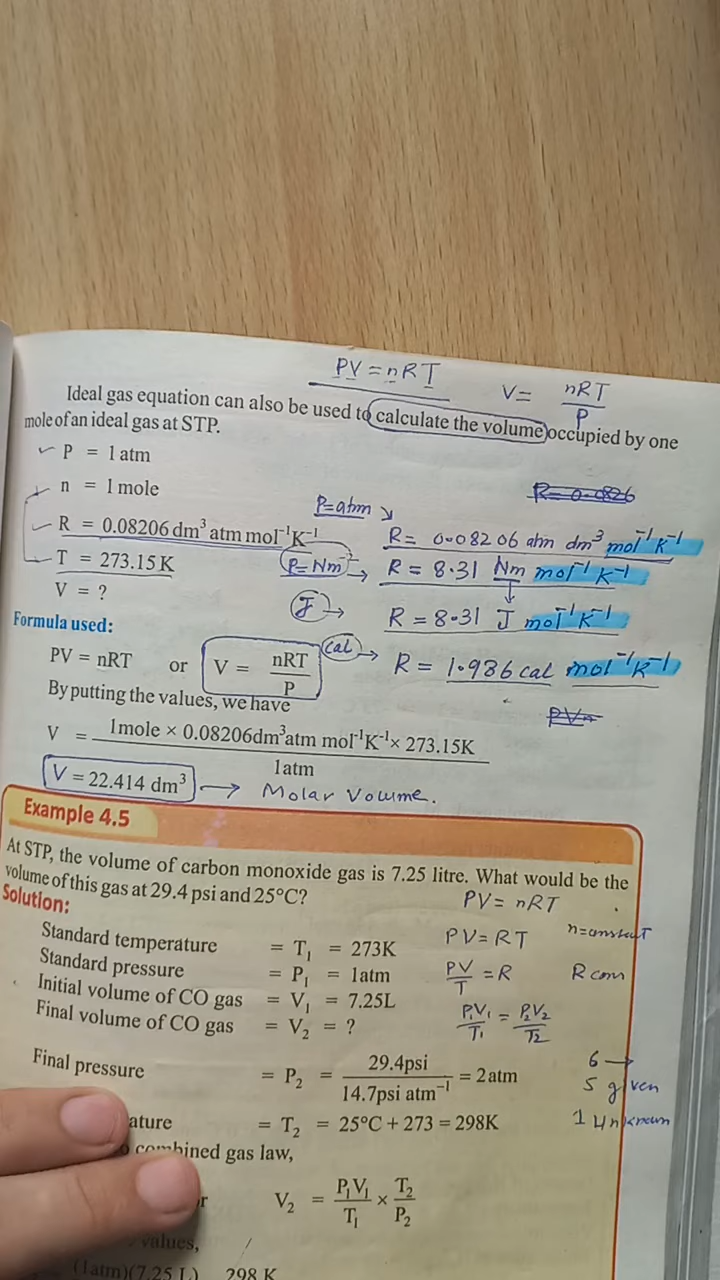 PV = nRT V = nRT/P
Ideal gas equation can also be used to calculate the volume occupied by one
mole of an ideal gas at STP.
P = 1 atm
n = 1 mole R = 0.0826
P=atm
R = 0.08206 dm³ atm mol⁻¹K⁻¹ R = 0.08206 atm dm³ mol⁻¹ K⁻¹
T = 273.15 K P=Nm⁻² → R = 8.31 Nm mol⁻¹ K⁻¹
V = ? J → R = 8.31 J mol⁻¹ K⁻¹
Formula used:
PV = nRT or V = nRT/P Cal → R = 1.986 cal mol⁻¹ K⁻¹
By putting the values, we have PVn
V = 1mole × 0.08206dm³atm mol⁻¹K⁻¹× 273.15K / 1atm
V = 22.414 dm³ → Molar Volume.
Example 4.5
At STP, the volume of carbon monoxide gas is 7.25 litre. What would be the
volume of this gas at 29.4 psi and 25°C? PV = nRT
Solution:
Standard temperature = T₁ = 273K PV = RT n=constant
Standard pressure = P₁ = 1atm PV/T = R R con
Initial volume of CO gas = V₁ = 7.25L
Final volume of CO gas = V₂ = ? P₁V₁/T₁ = P₂V₂/T₂
Final pressure = P₂ = 29.4psi / 14.7psi atm⁻¹ = 2 atm
6 →
5 given
1 unknown
ature = T₂ = 25°C + 273 = 298K
combined gas law,
V₂ = P₁V₁/T₁ × T₂/P₂
values,
(1atm)(7.25 L) 298 K